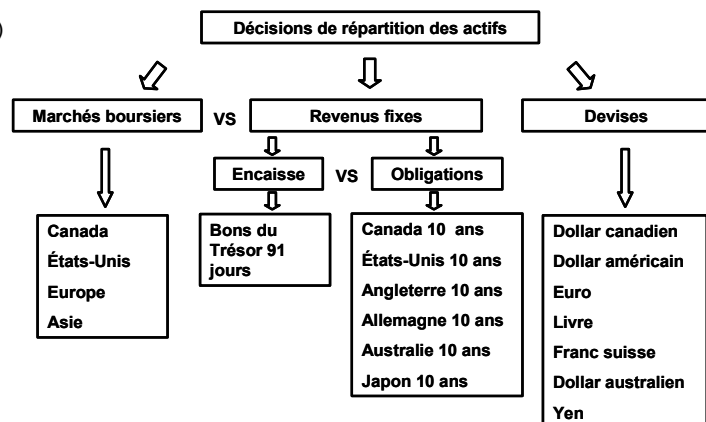 )
Décisions de répartition des actifs
Marchés boursiers
VS
Revenus fixes
Devises
Encaisse
VS
Obligations
Canada
États-Unis
Europe
Asie
Bons du
Trésor 91
jours
Canada 10 ans
États-Unis 10 ans
Angleterre 10 ans
Allemagne 10 ans
Australie 10 ans
Japon 10 ans
Dollar canadien
Dollar américain
Euro
Livre
Franc suisse
Dollar australien
Yen